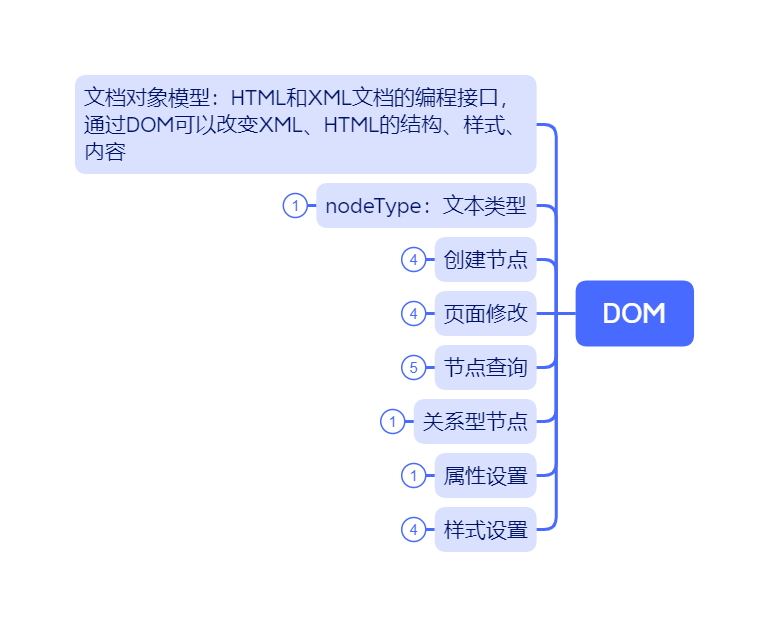 文档对象模型：HTML和XML文档的编程接口，
通过DOM可以改变XML、HTML的结构、样式、
内容
1
nodeType：文本类型
4
创建节点
4
页面修改
DOM
5
节点查询
1
关系型节点
1
属性设置
4
样式设置